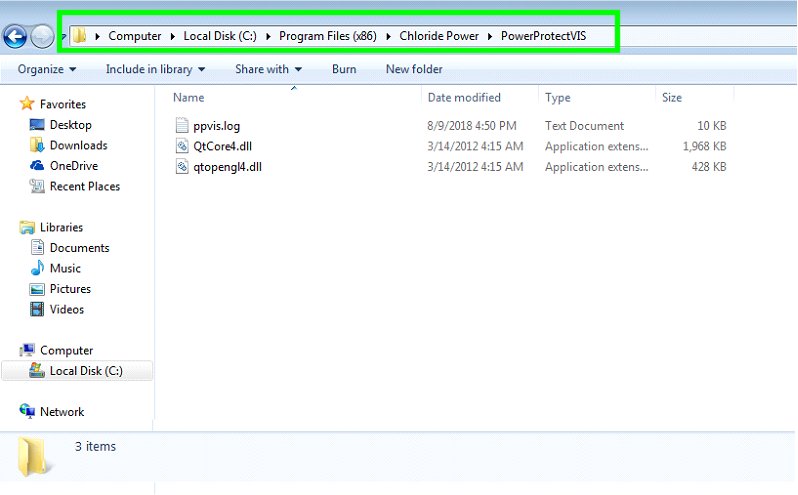 Computer Local Disk (C:) Program Files (x86) Chloride Power PowerProtectVIS
Organize Include in library Share with Burn New folder
Favorites
Desktop
Downloads
OneDrive
Recent Places
Libraries
Documents
Music
Pictures
Videos
Computer
Local Disk (C:)
Network
Name Date modified Type Size
ppvis.log 8/9/2018 4:50 PM Text Document 10 KB
QtCore4.dll 3/14/2012 4:15 AM Application extens... 1,968 KB
qtopengl4.dll 3/14/2012 4:15 AM Application extens... 428 KB
3 items